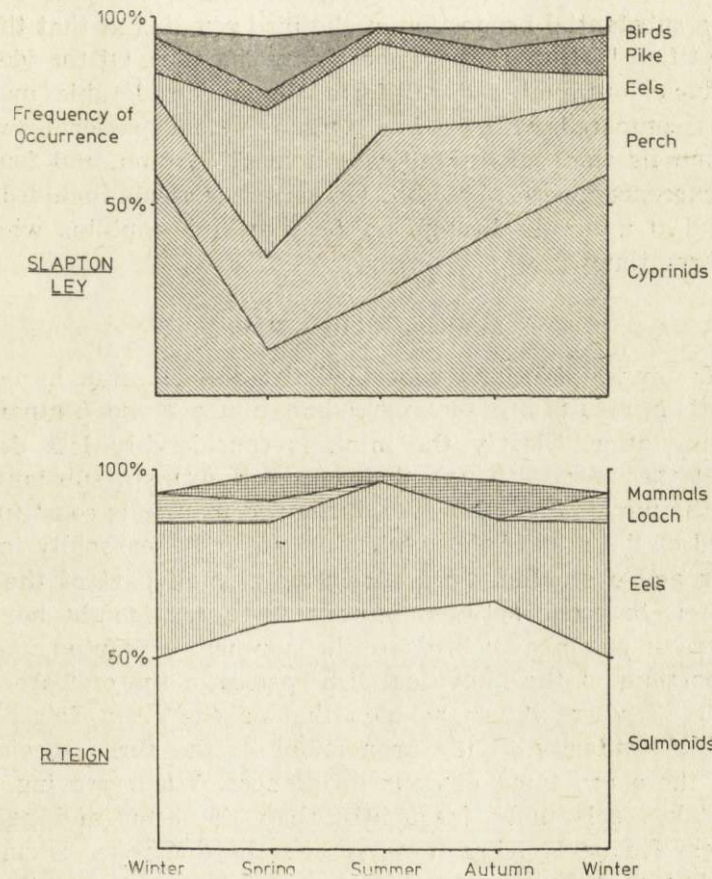 100%
Birds
Pike
Eels
Frequency of
Occurrence
Perch
50%
SLAPTON
LEY
Cyprinids
100%
Mammals
Loach
Eels
50%
Salmonids
R. TEIGN
Winter Spring Summer Autumn Winter